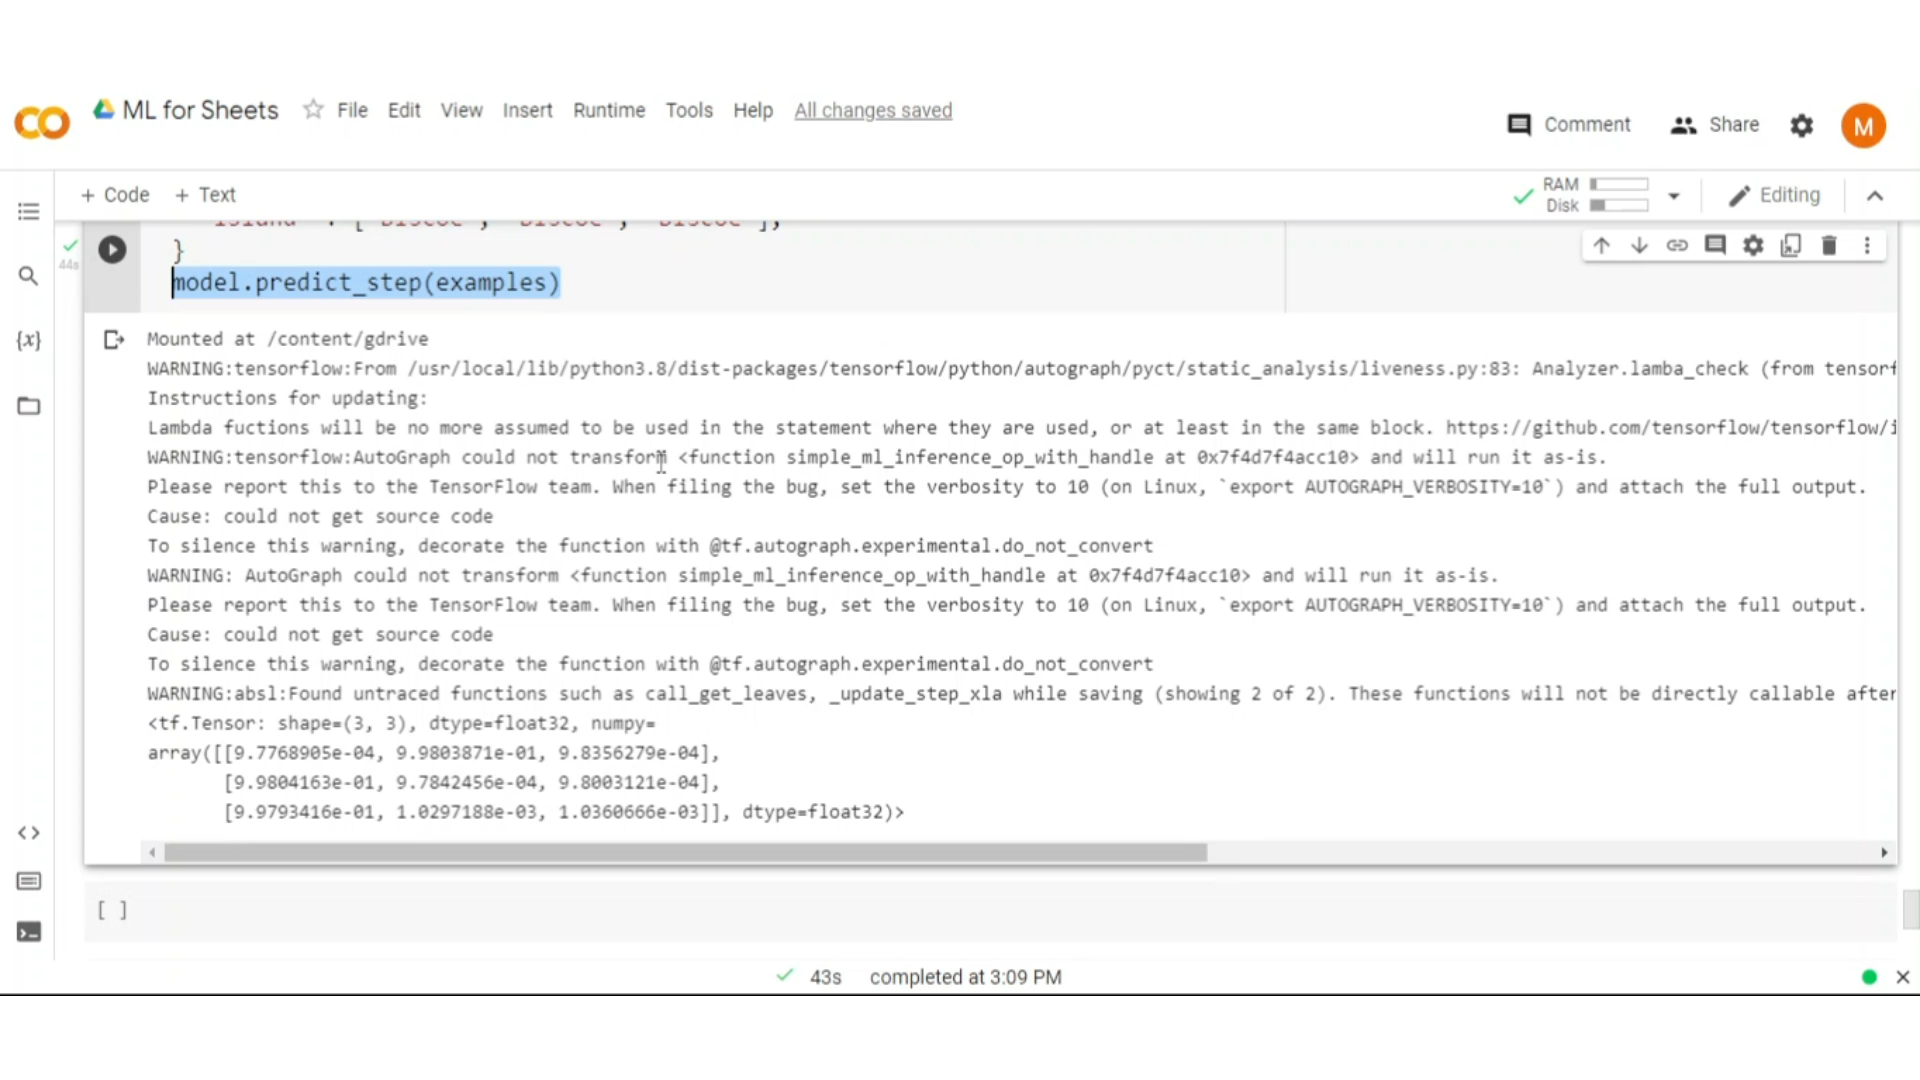 ML for Sheets File Edit View Insert Runtime Tools Help All changes saved
Comment Share M
+ Code + Text RAM Disk Editing
}
44s
model.predict_step(examples)
Mounted at /content/gdrive
WARNING:tensorflow:From /usr/local/lib/python3.8/dist-packages/tensorflow/python/autograph/pyct/static_analysis/liveness.py:83: Analyzer.lamba_check (from tensorf
Instructions for updating:
Lambda fuctions will be no more assumed to be used in the statement where they are used, or at least in the same block. https://github.com/tensorflow/tensorflow/i
WARNING:tensorflow:AutoGraph could not transform <function simple_ml_inference_op_with_handle at 0x7f4d7f4acc10> and will run it as-is.
Please report this to the TensorFlow team. When filing the bug, set the verbosity to 10 (on Linux, `export AUTOGRAPH_VERBOSITY=10`) and attach the full output.
Cause: could not get source code
To silence this warning, decorate the function with @tf.autograph.experimental.do_not_convert
WARNING: AutoGraph could not transform <function simple_ml_inference_op_with_handle at 0x7f4d7f4acc10> and will run it as-is.
Please report this to the TensorFlow team. When filing the bug, set the verbosity to 10 (on Linux, `export AUTOGRAPH_VERBOSITY=10`) and attach the full output.
Cause: could not get source code
To silence this warning, decorate the function with @tf.autograph.experimental.do_not_convert
WARNING:absl:Found untraced functions such as call_get_leaves, _update_step_xla while saving (showing 2 of 2). These functions will not be directly callable after
<tf.Tensor: shape=(3, 3), dtype=float32, numpy=
array([[9.7768905e-04, 9.9803871e-01, 9.8356279e-04],
[9.9804163e-01, 9.7842456e-04, 9.8003121e-04],
[9.9793416e-01, 1.0297188e-03, 1.0360666e-03]], dtype=float32)>
[ ]
43s completed at 3:09 PM